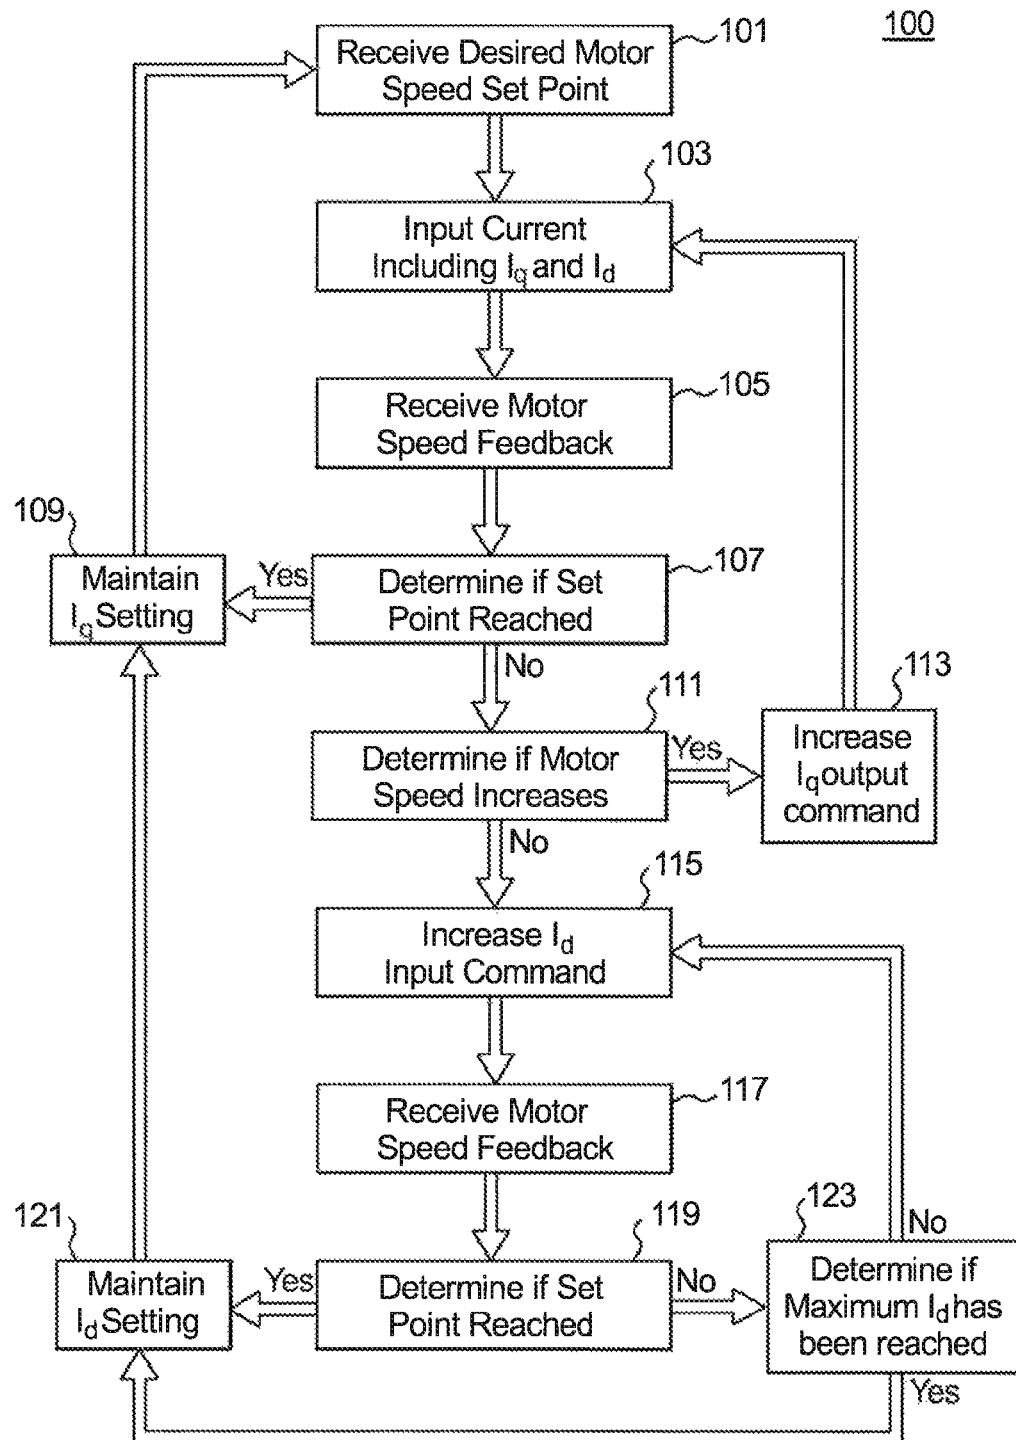 100
101
Receive Desired Motor
Speed Set Point
103
Input Current
Including Iq and Id
105
Receive Motor
Speed Feedback
109
Maintain
Iq Setting
Yes
107
Determine if Set
Point Reached
No
111
Determine if Motor
Speed Increases
Yes
113
Increase
Iq output
command
No
115
Increase Id
Input Command
117
Receive Motor
Speed Feedback
121
Maintain
Id Setting
Yes
119
Determine if Set
Point Reached
No
123
No
Determine if
Maximum Id has
been reached
Yes